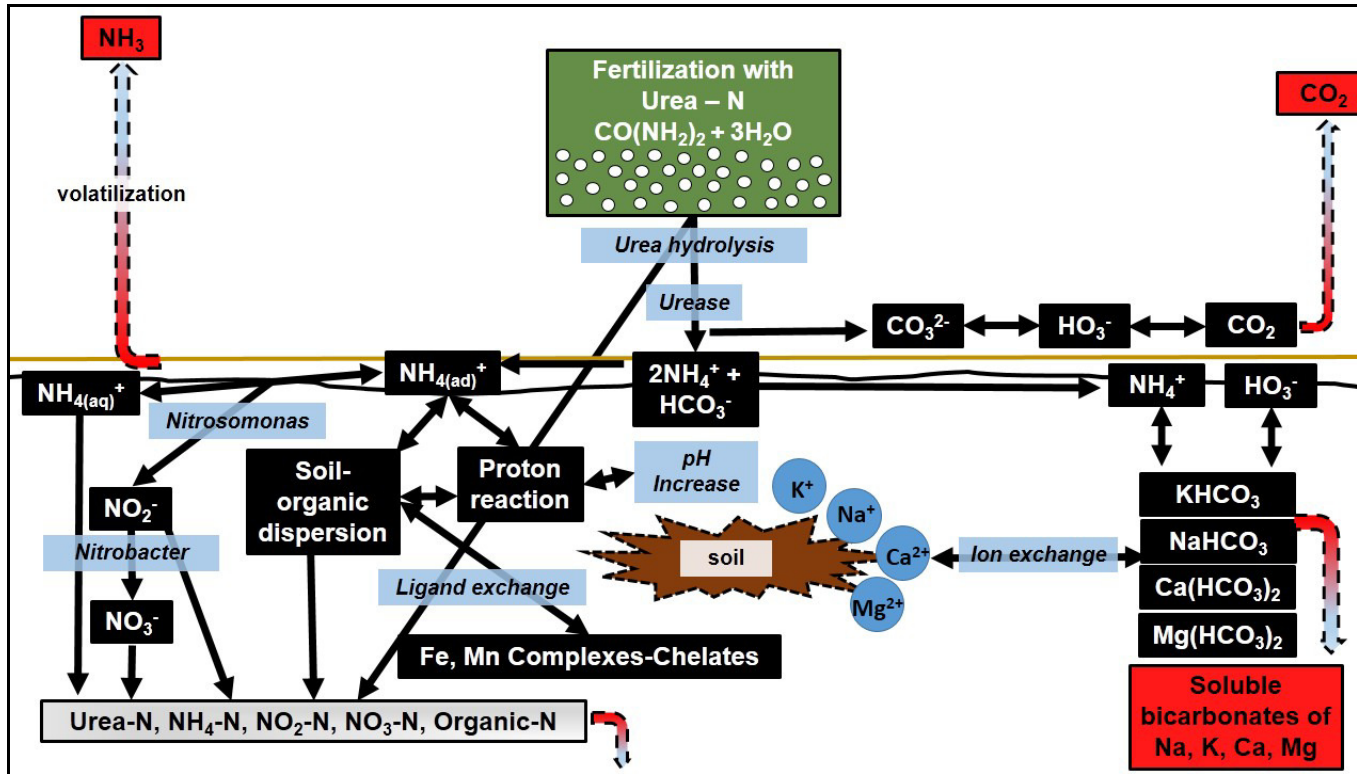 NH₃
Fertilization with
Urea – N
CO(NH₂)₂ + 3H₂O
CO₂
volatilization
Urea hydrolysis
Urease
CO₃²⁻
HO₃⁻
CO₂
NH₄(aq)⁺
NH₄(ad)⁺
2NH₄⁺ +
HCO₃⁻
NH₄⁺
HO₃⁻
Nitrosomonas
Soil-
organic
dispersion
Proton
reaction
pH
Increase
K⁺
Na⁺
Ca²⁺
Mg²⁺
soil
Ion exchange
KHCO₃
NaHCO₃
Ca(HCO₃)₂
Mg(HCO₃)₂
NO₂⁻
Nitrobacter
NO₃⁻
Ligand exchange
Fe, Mn Complexes-Chelates
Urea-N, NH₄-N, NO₂-N, NO₃-N, Organic-N
Soluble
bicarbonates of
Na, K, Ca, Mg